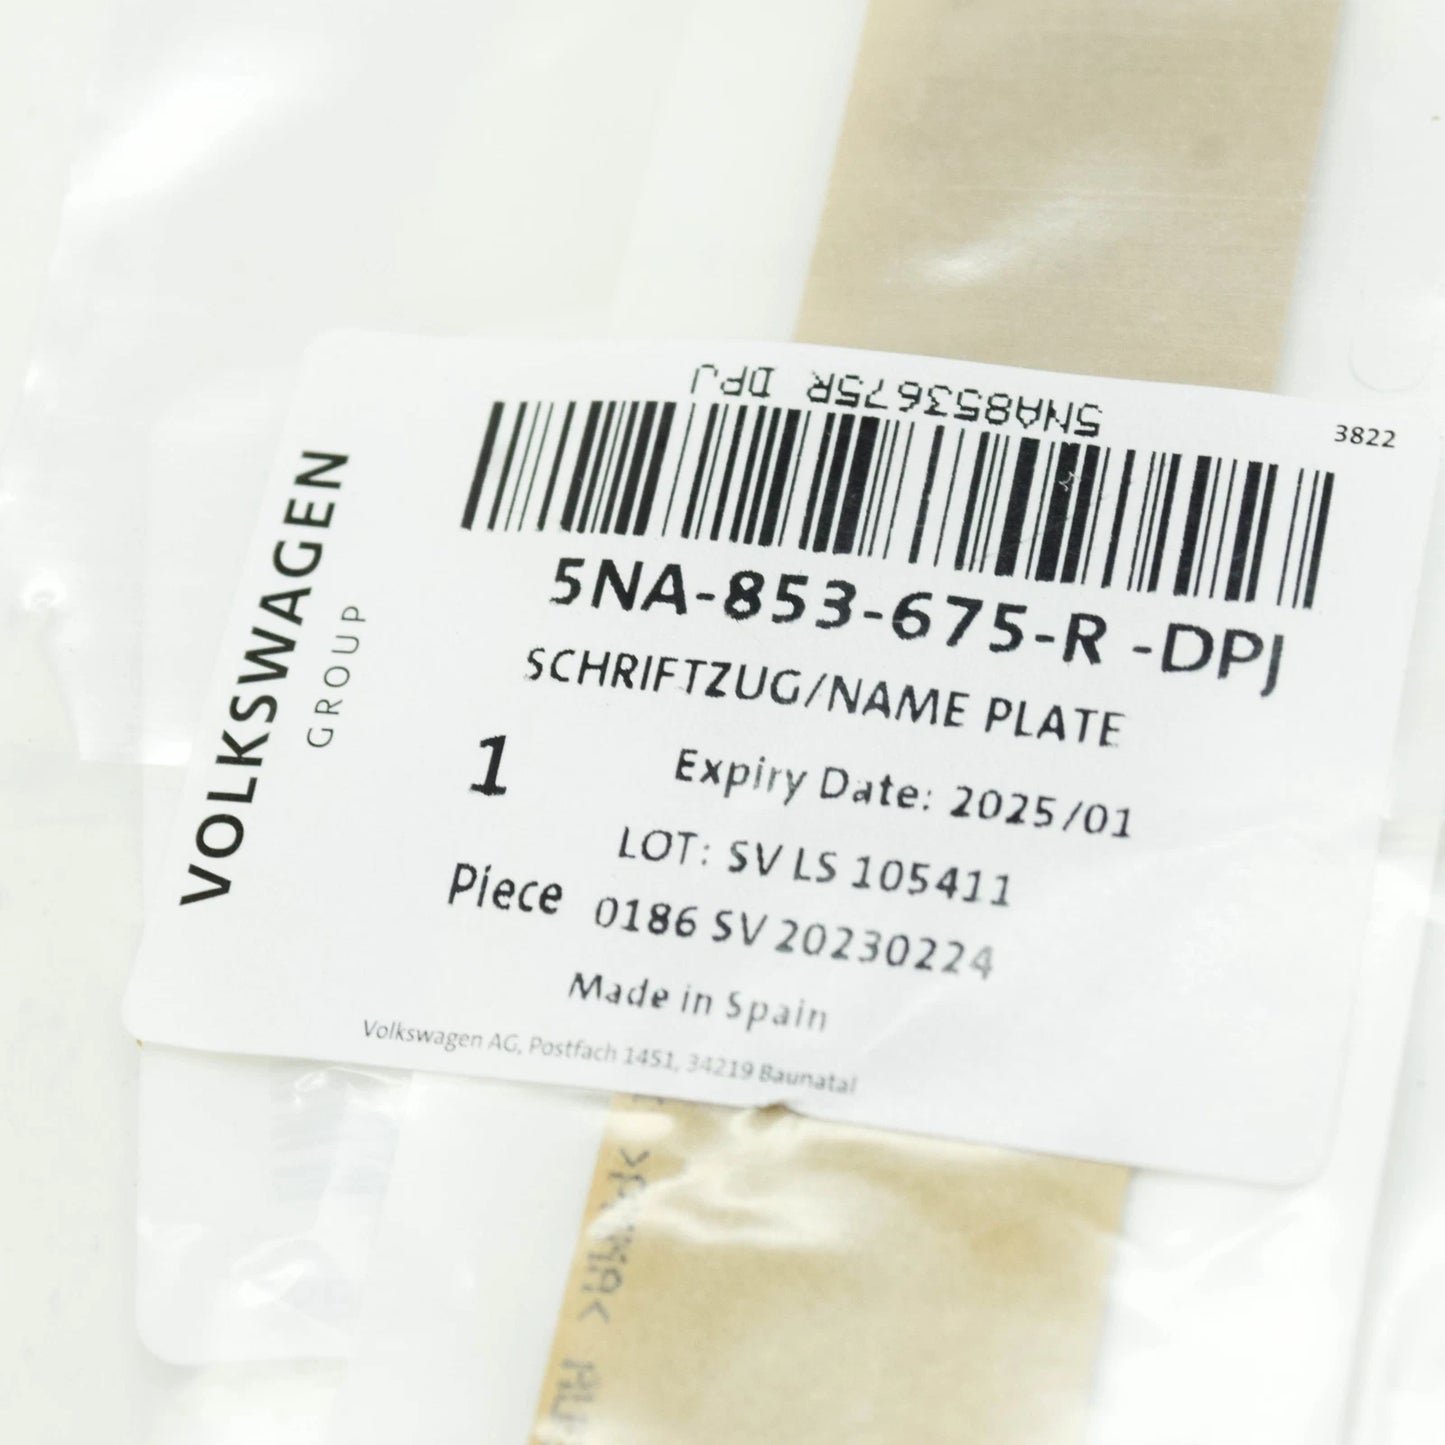 5NA853675R DPJ
3822
5NA-853-675-R -DPJ
SCHRIFTZUG/NAME PLATE
1
Expiry Date: 2025/01
LOT: SV LS 105411
Piece
0186 SV 20230224
Made in Spain
Volkswagen AG, Postfach 1451, 34219 Baunatal
VOLKSWAGEN
GROUP
>PMMA<